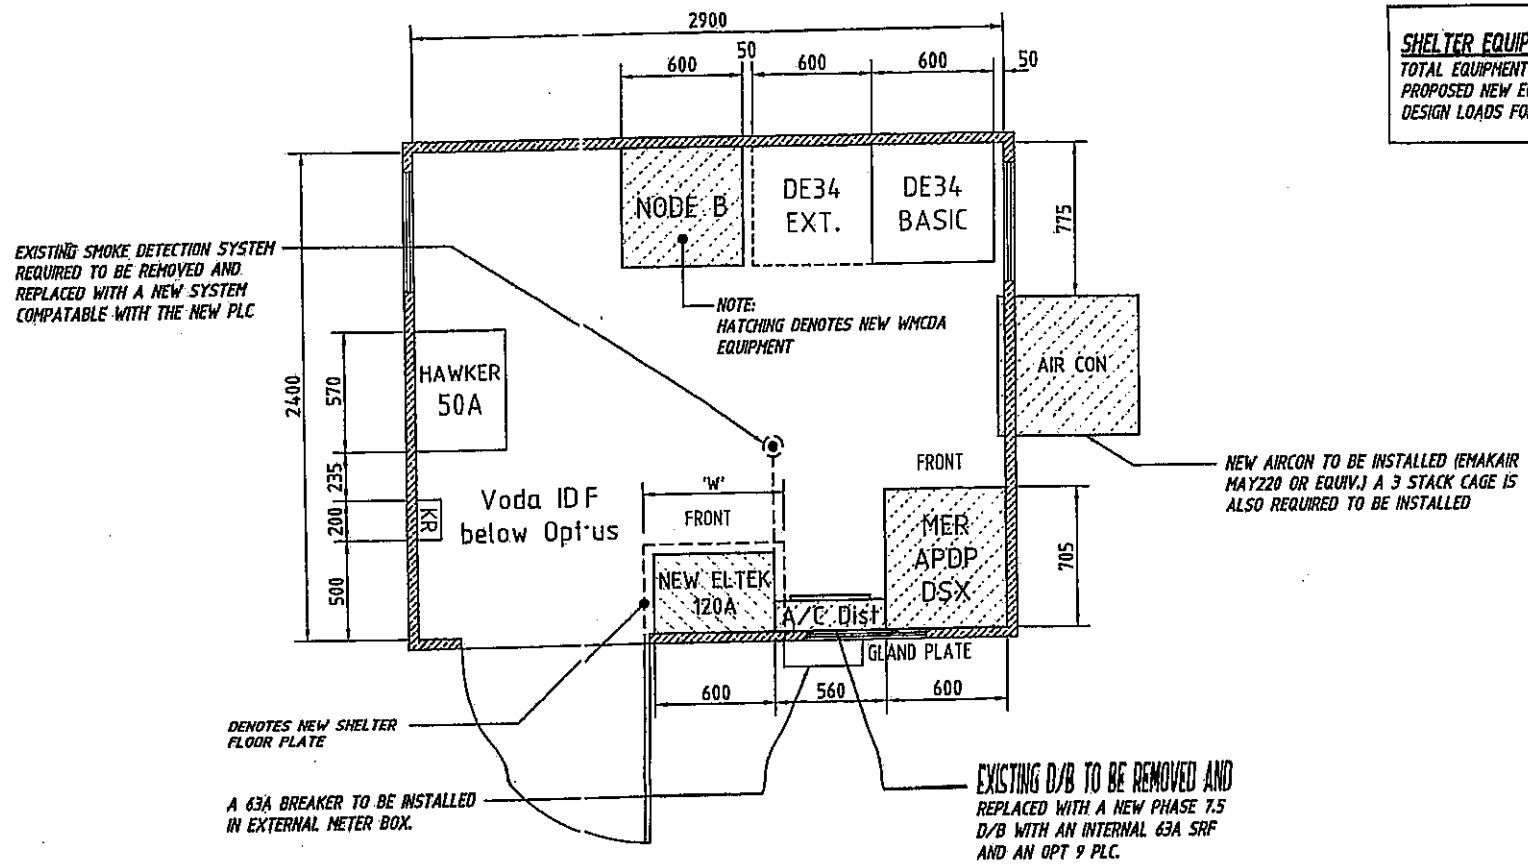 2900
SHELTER EQUIP
TOTAL EQUIPMENT
PROPOSED NEW E
DESIGN LOADS FO
50
600
600
600
50
NODE B
DE34
EXT.
DE34
BASIC
775
EXISTING SMOKE DETECTION SYSTEM
REQUIRED TO BE REMOVED AND
REPLACED WITH A NEW SYSTEM
COMPATABLE WITH THE NEW PLC
NOTE:
HATCHING DENOTES NEW WMCDA
EQUIPMENT
AIR CON
HAWKER
50A
2400
570
235
200
500
KR
Voda IDF
below Optus
'W'
FRONT
FRONT
NEW AIRCON TO BE INSTALLED (EMAKAIR
MAY220 OR EQUIV.) A 3 STACK CAGE IS
ALSO REQUIRED TO BE INSTALLED
MER
APDP
DSX
705
NEW ELTEK
120A
A/C Dist
GLAND PLATE
600
560
600
DENOTES NEW SHELTER
FLOOR PLATE
A 63A BREAKER TO BE INSTALLED
IN EXTERNAL METER BOX.
EXISTING D/B TO BE REMOVED AND
REPLACED WITH A NEW PHASE 7.5
D/B WITH AN INTERNAL 63A SRF
AND AN OPT 9 PLC.